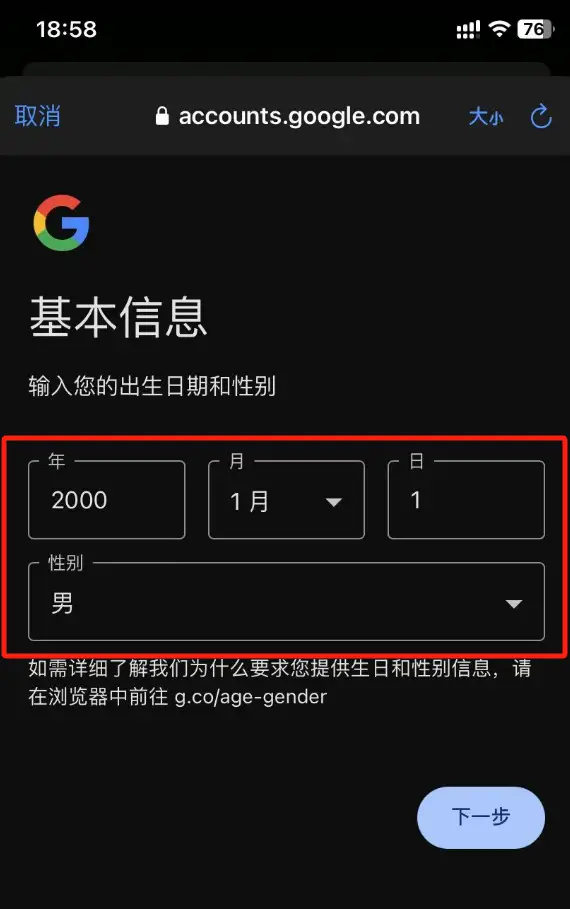 18:58
76
取消
accounts.google.com
大小
基本信息
输入您的出生日期和性别
年
月
日
2000
1月
1
性别
男
如需详细了解我们为什么要求您提供生日和性别信息，请
在浏览器中前往 g.co/age-gender
下一步